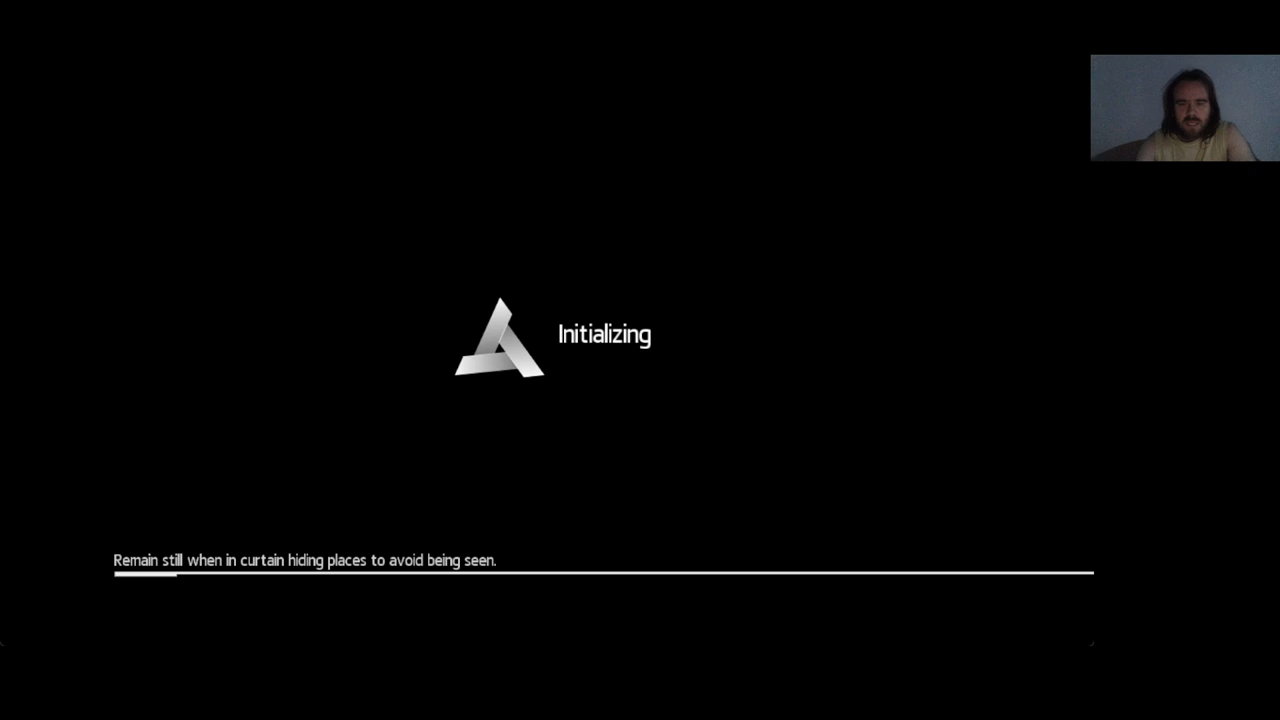 Initializing
Remain still when in curtain hiding places to avoid being seen.